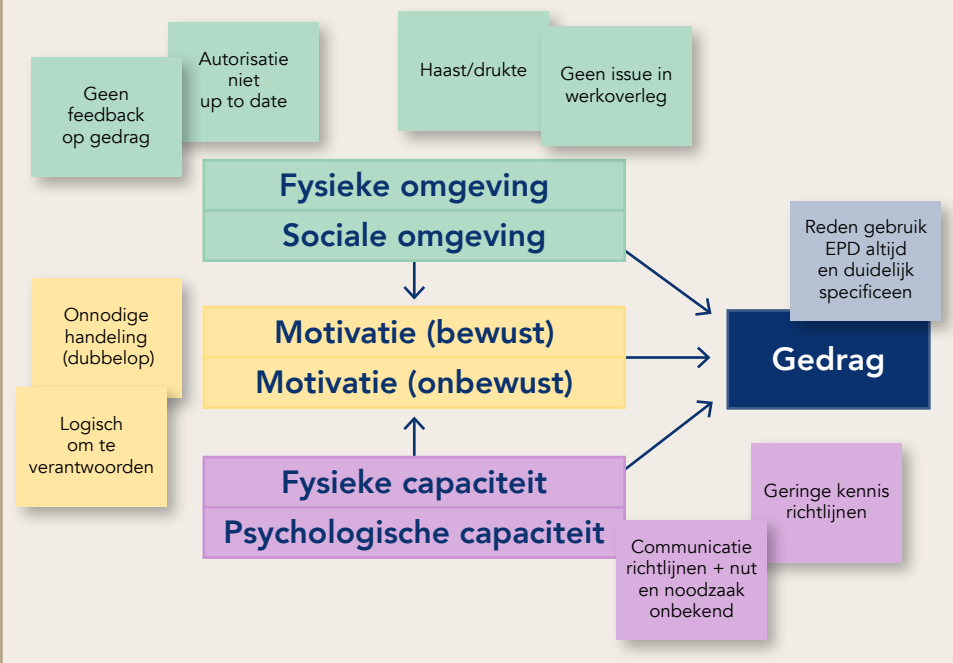 Geen
feedback
op gedrag
Autorisatie
niet
up to date
Haast/drukte
Geen issue in
werkoverleg
Fysieke omgeving
Sociale omgeving
Reden gebruik
EPD altijd
en duidelijk
specificeen
Onnodige
handeling
(dubbelop)
Logisch
om te
verantwoorden
Motivatie (bewust)
Motivatie (onbewust)
Gedrag
Fysieke capaciteit
Psychologische capaciteit
Geringe kennis
richtlijnen
Communicatie
richtlijnen + nut
en noodzaak
onbekend